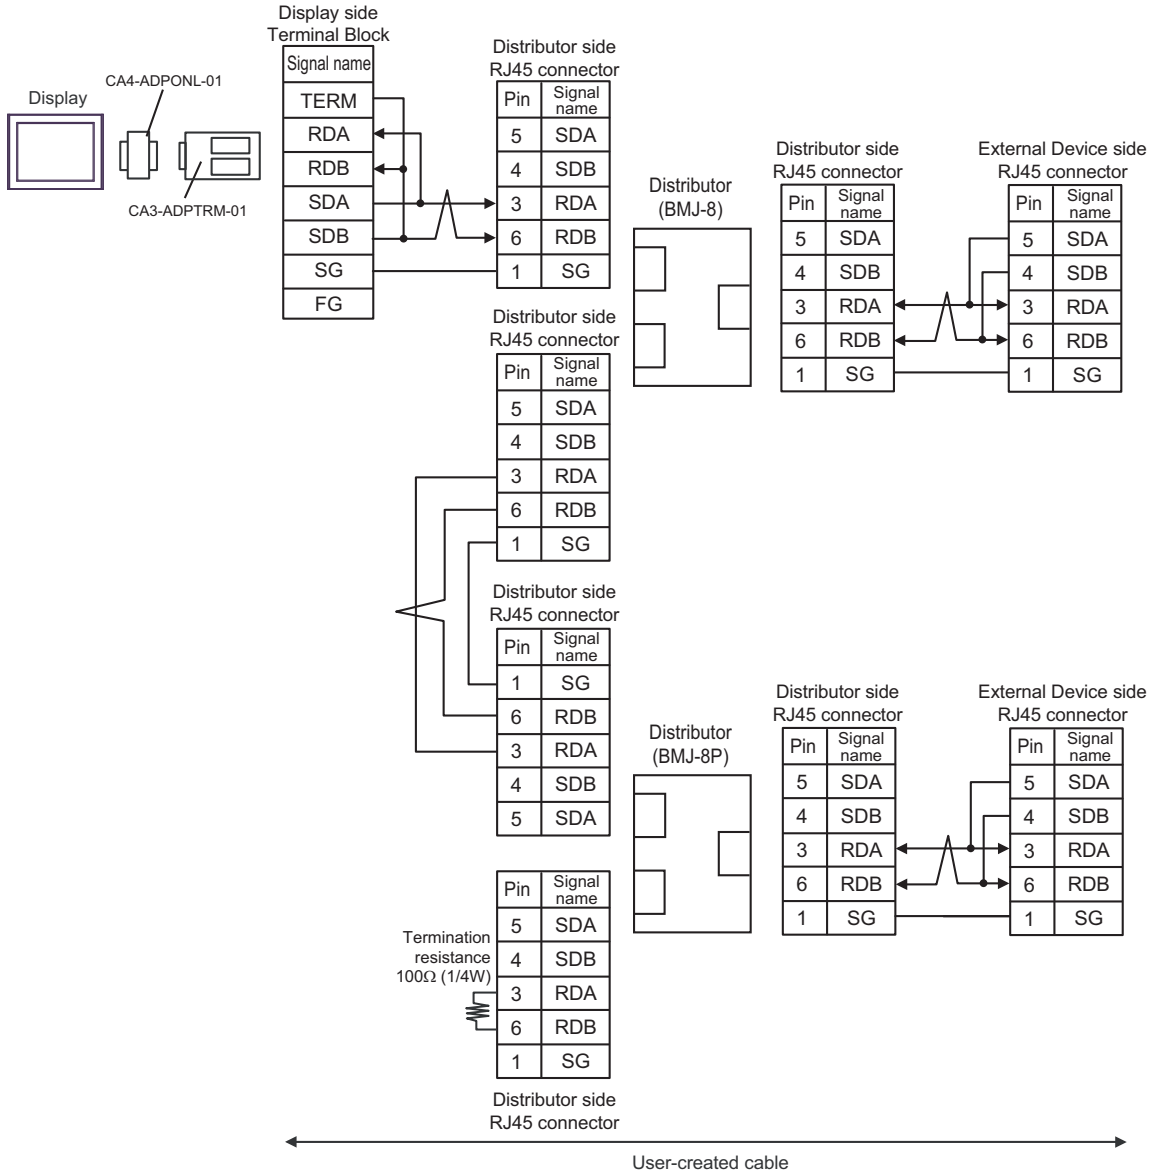 Display side
Terminal Block
Display
CA4-ADPONL-01
CA3-ADPTRM-01
Signal name
TERM
RDA
RDB
SDA
SDB
SG
FG
Distributor side
RJ45 connector
Pin Signal name
5 SDA
4 SDB
3 RDA
6 RDB
1 SG
Distributor
(BMJ-8)
Distributor side
RJ45 connector
Pin Signal name
5 SDA
4 SDB
3 RDA
6 RDB
1 SG
External Device side
RJ45 connector
Pin Signal name
5 SDA
4 SDB
3 RDA
6 RDB
1 SG
Distributor side
RJ45 connector
Pin Signal name
5 SDA
4 SDB
3 RDA
6 RDB
1 SG
Distributor side
RJ45 connector
Pin Signal name
1 SG
6 RDB
3 RDA
4 SDB
5 SDA
Distributor
(BMJ-8P)
Distributor side
RJ45 connector
Pin Signal name
5 SDA
4 SDB
3 RDA
6 RDB
1 SG
External Device side
RJ45 connector
Pin Signal name
5 SDA
4 SDB
3 RDA
6 RDB
1 SG
Termination
resistance
100Ω (1/4W)
Pin Signal name
5 SDA
4 SDB
3 RDA
6 RDB
1 SG
Distributor side
RJ45 connector
User-created cable